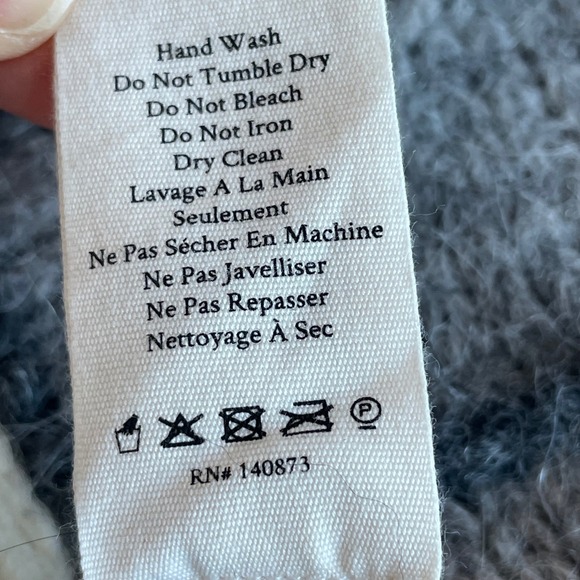 Hand Wash
Do Not Tumble Dry
Do Not Bleach
Do Not Iron
Dry Clean
Lavage A La Main
Seulement
Ne Pas Sécher En Machine
Ne Pas Javelliser
Ne Pas Repasser
Nettoyage À Sec
P
RN# 140873